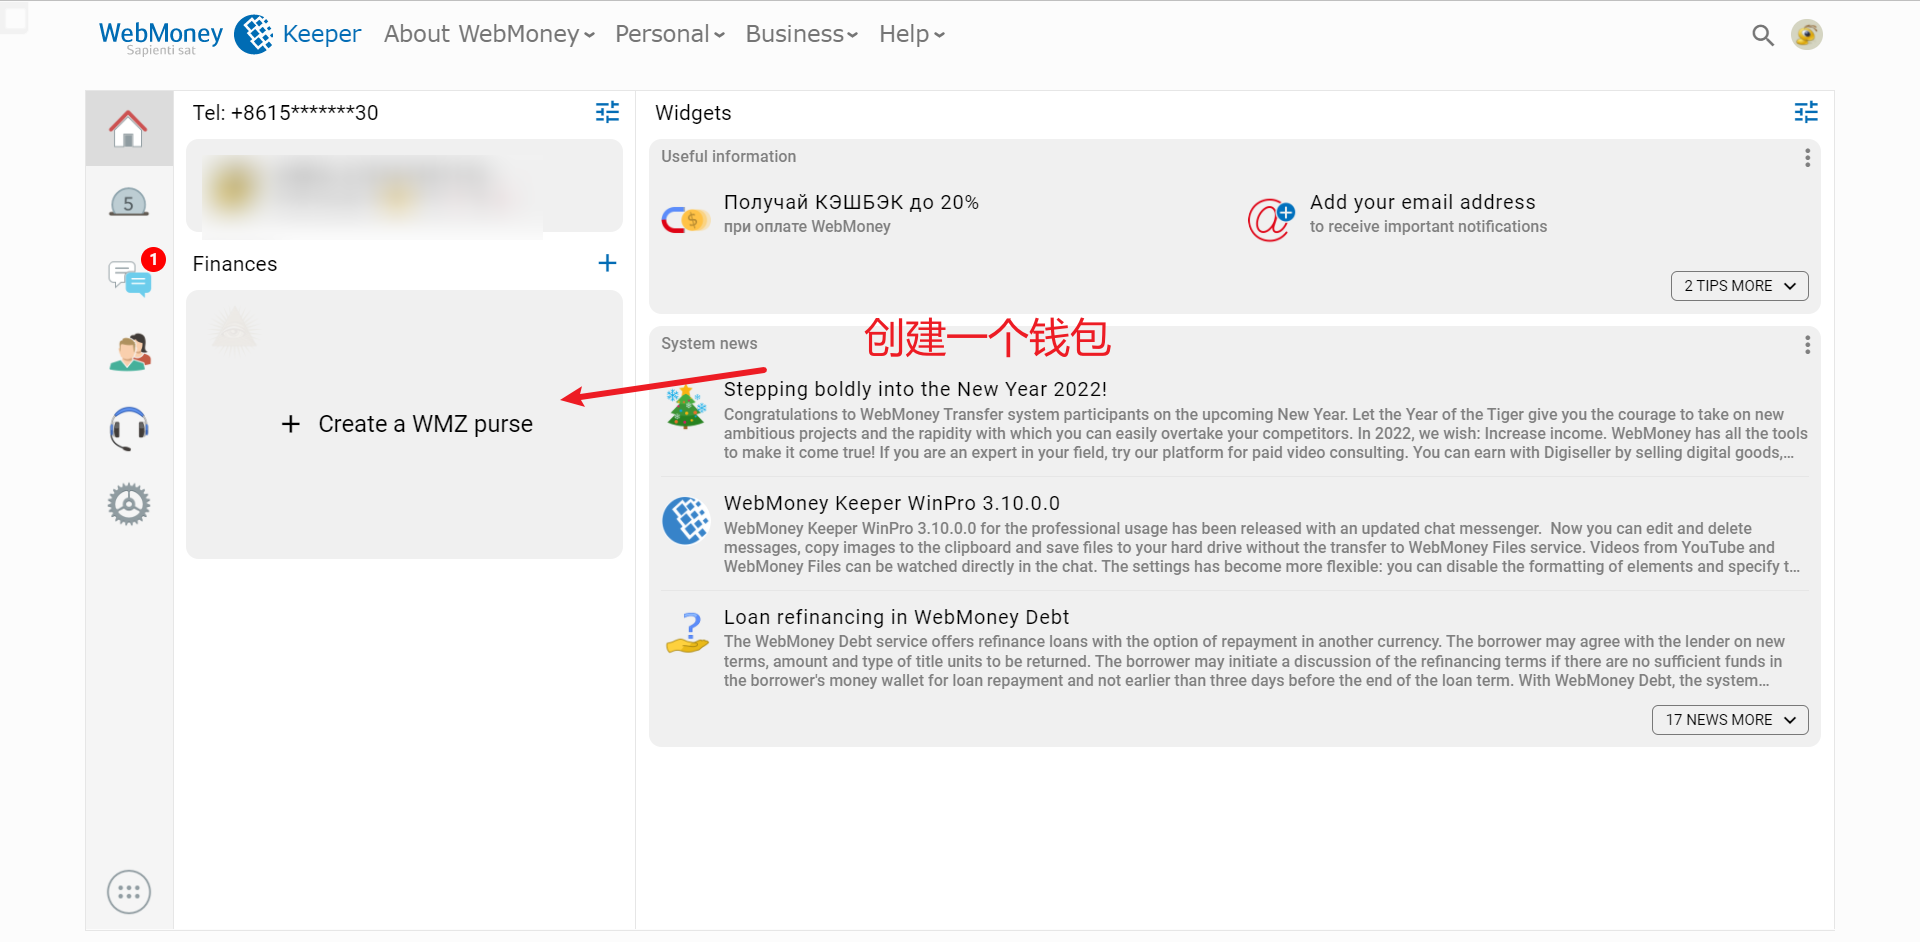 WebMoney
Sapienti sat
Keeper
About WebMoney
Personal
Business
Help
Tel: +8615*******30
Widgets
5
1
Finances
+ Create a WMZ purse
Useful information
Получай КЭШБЭК до 20%
при оплате WebMoney
Add your email address
to receive important notifications
2 TIPS MORE
创建一个钱包
System news
Stepping boldly into the New Year 2022!
Congratulations to WebMoney Transfer system participants on the upcoming New Year. Let the Year of the Tiger give you the courage to take on new
ambitious projects and the rapidity with which you can easily overtake your competitors. In 2022, we wish: Increase income. WebMoney has all the tools
to make it come true! If you are an expert in your field, try our platform for paid video consulting. You can earn with Digiseller by selling digital goods,...
WebMoney Keeper WinPro 3.10.0.0
WebMoney Keeper WinPro 3.10.0.0 for the professional usage has been released with an updated chat messenger.  Now you can edit and delete
messages, copy images to the clipboard and save files to your hard drive without the transfer to WebMoney Files service. Videos from YouTube and
WebMoney Files can be watched directly in the chat. The settings has become more flexible: you can disable the formatting of elements and specify t...
Loan refinancing in WebMoney Debt
The WebMoney Debt service offers refinance loans with the option of repayment in another currency. The borrower may agree with the lender on new
terms, amount and type of title units to be returned. The borrower may initiate a discussion of the refinancing terms if there are no sufficient funds in
the borrower's money wallet for loan repayment and not earlier than three days before the end of the loan term. With WebMoney Debt, the system...
17 NEWS MORE